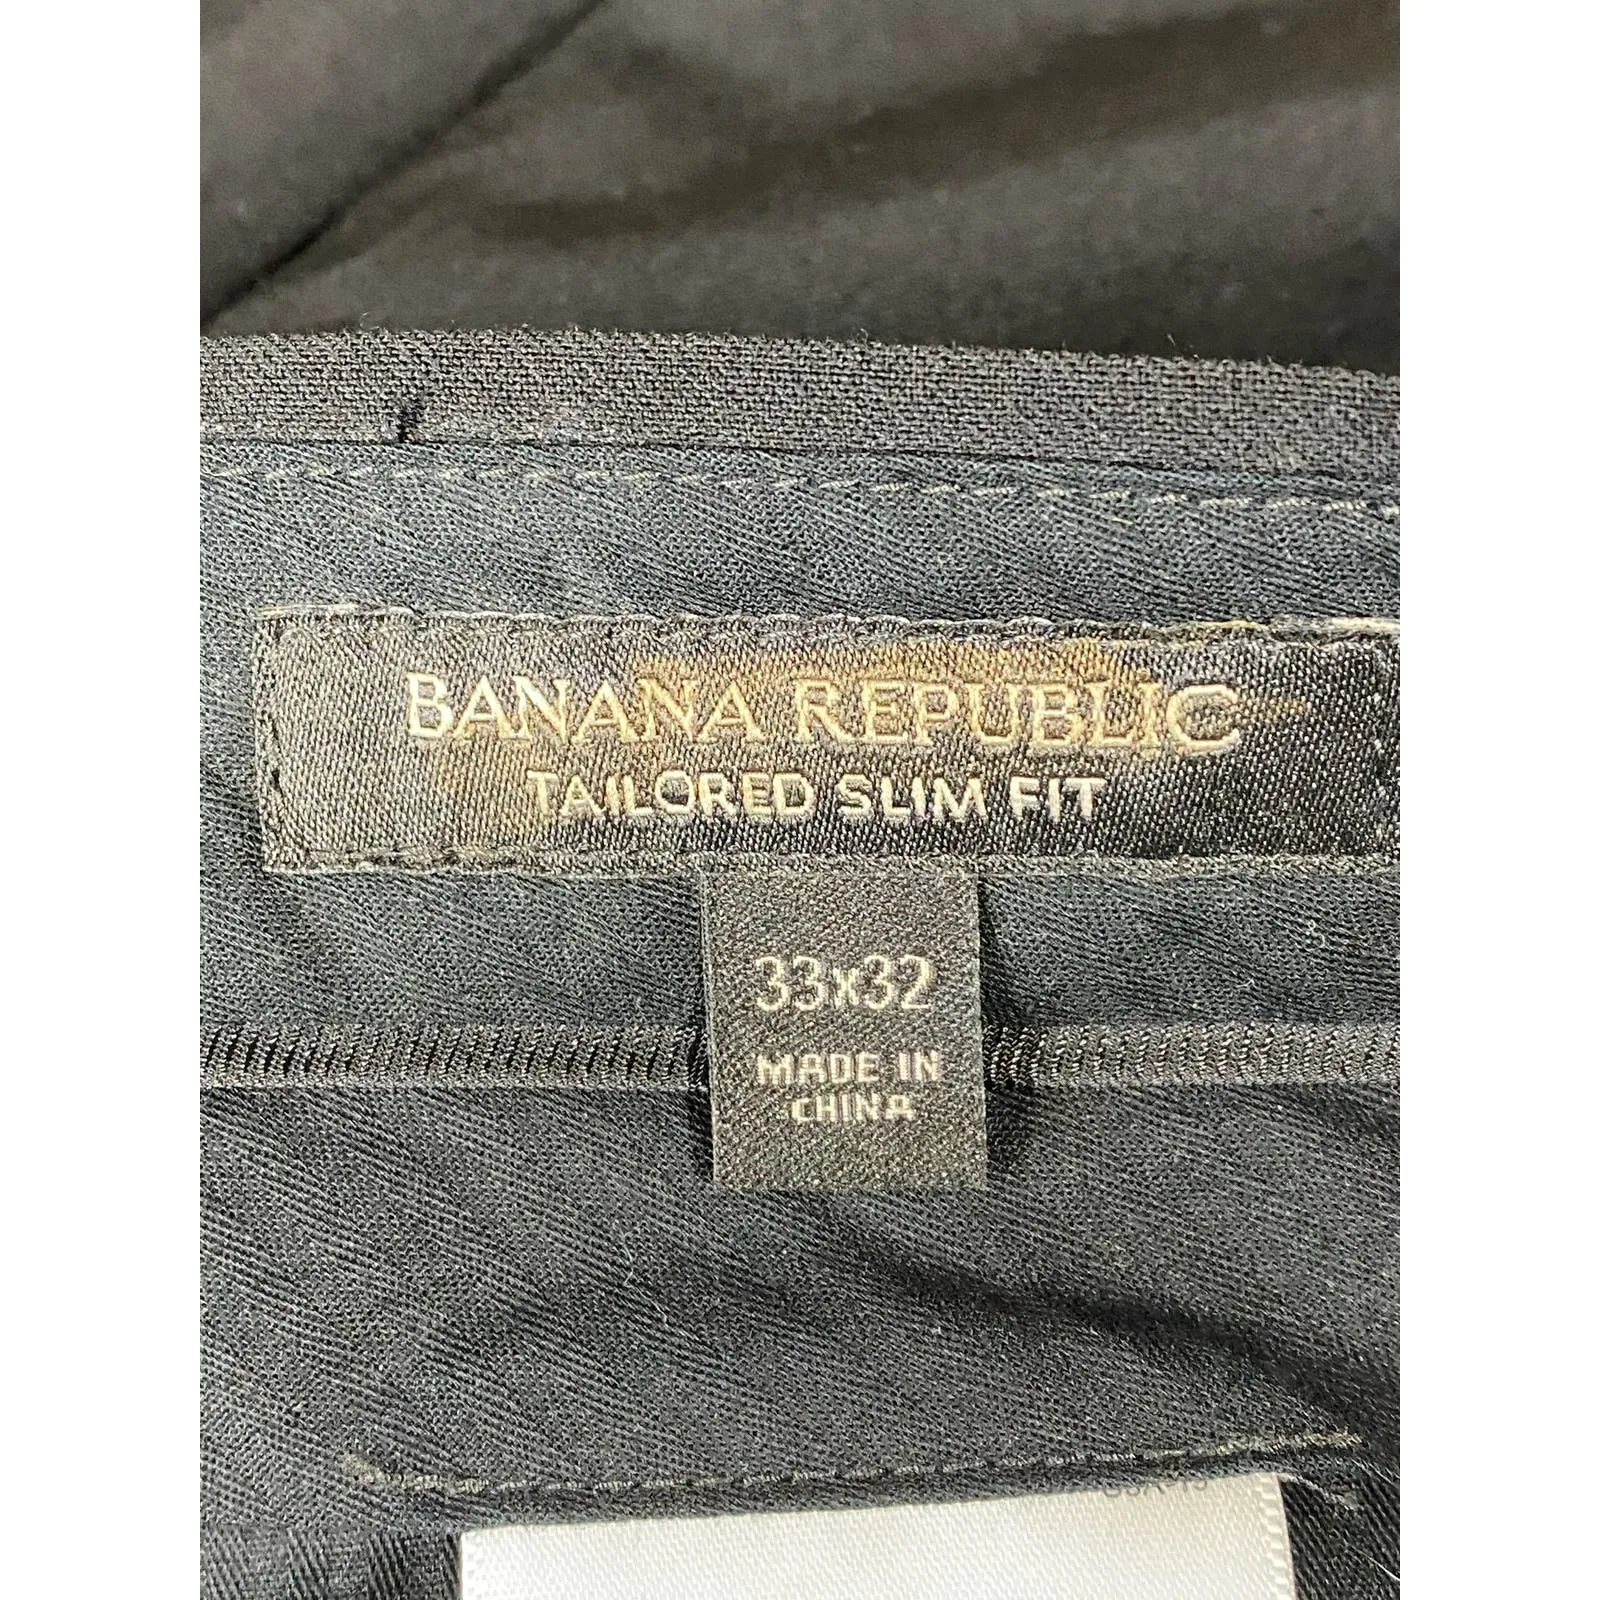 BANANA REPUBLIC
TAILORED SLIM FIT
33x32
MADE IN
CHINA